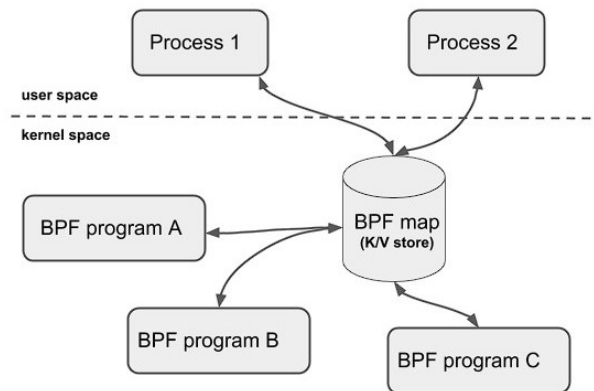 Process 1
Process 2
user space
kernel space
BPF program A
BPF map
(K/V store)
BPF program B
BPF program C